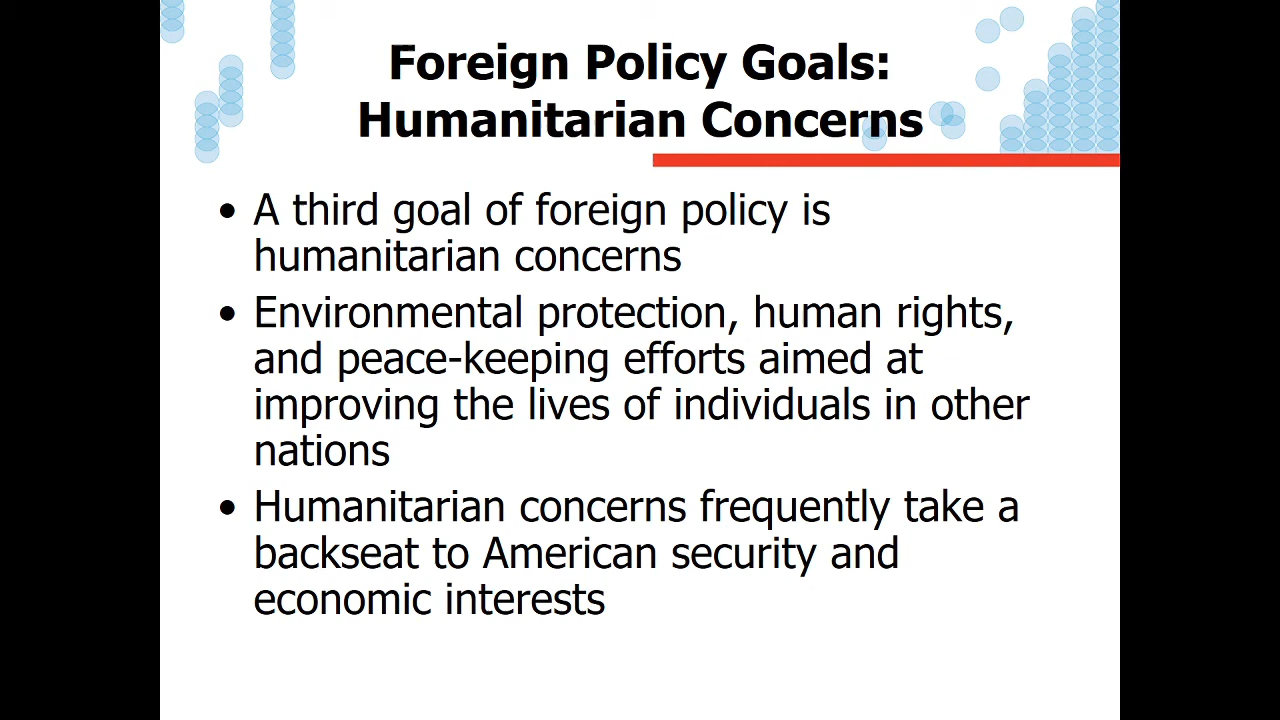 Foreign Policy Goals:
Humanitarian Concerns
• A third goal of foreign policy is
humanitarian concerns
• Environmental protection, human rights,
and peace-keeping efforts aimed at
improving the lives of individuals in other
nations
• Humanitarian concerns frequently take a
backseat to American security and
economic interests